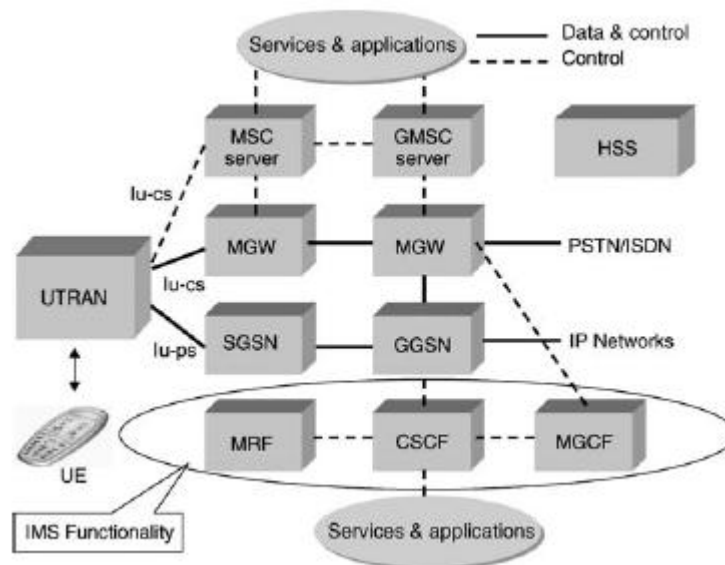 Services & applications
Data & control
Control
MSC
server
GMSC
server
HSS
Iu-cs
MGW
MGW
PSTN/ISDN
UTRAN
Iu-cs
Iu-ps
SGSN
GGSN
IP Networks
MRF
CSCF
MGCF
UE
IMS Functionality
Services & applications